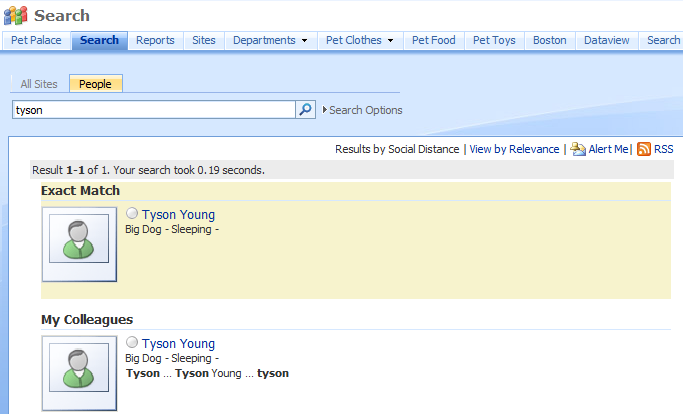 Search
Pet Palace Search Reports Sites Departments Pet Clothes Pet Food Pet Toys Boston Dataview Search
All Sites People
tyson Search Options
Results by Social Distance | View by Relevance | Alert Me | RSS
Result 1-1 of 1. Your search took 0.19 seconds.
Exact Match
Tyson Young
Big Dog - Sleeping -
My Colleagues
Tyson Young
Big Dog - Sleeping -
Tyson ... Tyson Young ... tyson